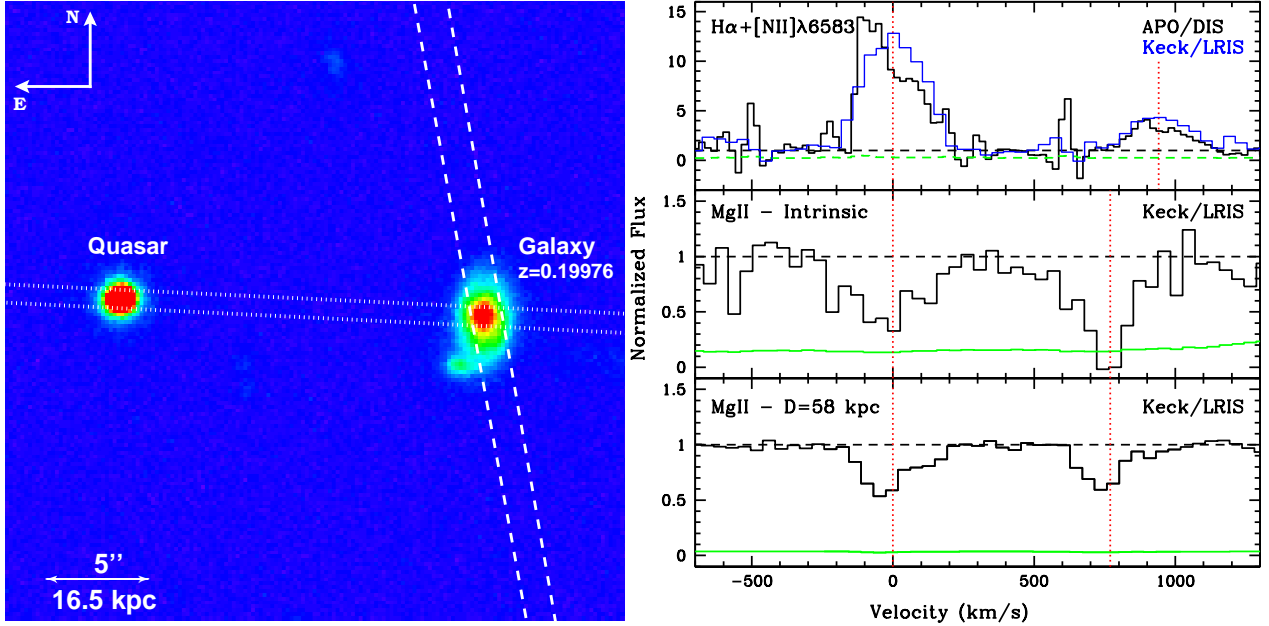 N
E
Quasar
Galaxy
z=0.19976
5’’
16.5 kpc
Hα+[NII]λ6583
APO/DIS
Keck/LRIS
15
10
5
0
MgII – Intrinsic
Keck/LRIS
1.5
1
0.5
0
MgII – D=58 kpc
Keck/LRIS
1.5
1
0.5
0
Normalized Flux
−500
0
500
1000
Velocity (km/s)